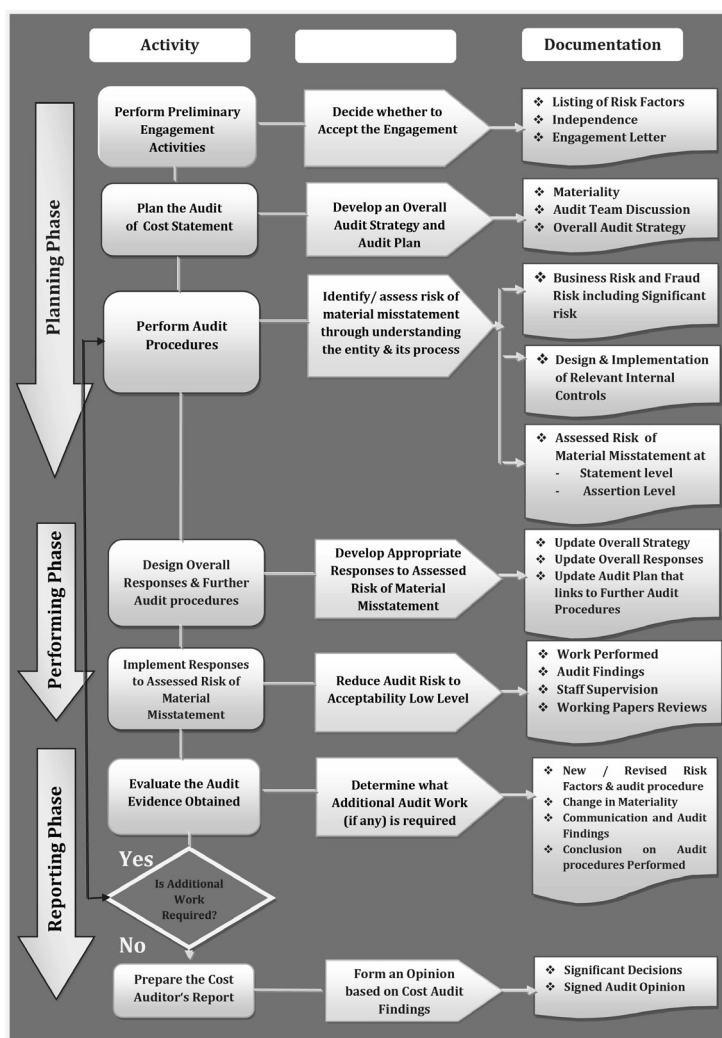 Activity
Documentation
Planning Phase
Perform Preliminary
Engagement
Activities
Decide whether to
Accept the Engagement
❖ Listing of Risk Factors
❖ Independence
❖ Engagement Letter
Plan the Audit
of Cost Statement
Develop an Overall
Audit Strategy and
Audit Plan
❖ Materiality
❖ Audit Team Discussion
❖ Overall Audit Strategy
Perform Audit
Procedures
Identify/ assess risk of
material misstatement
through understanding
the entity & its process
❖ Business Risk and Fraud
Risk including Significant
risk
❖ Design & Implementation
of Relevant Internal
Controls
❖ Assessed Risk of
Material Misstatement at
- Statement level
- Assertion Level
Performing Phase
Design Overall
Responses & Further
Audit procedures
Develop Appropriate
Responses to Assessed
Risk of Material
Misstatement
❖ Update Overall Strategy
❖ Update Overall Responses
❖ Update Audit Plan that
links to Further Audit
Procedures
Implement Responses
to Assessed Risk of
Material
Misstatement
Reduce Audit Risk to
Acceptability Low Level
❖ Work Performed
❖ Audit Findings
❖ Staff Supervision
❖ Working Papers Reviews
Reporting Phase
Evaluate the Audit
Evidence Obtained
Determine what
Additional Audit Work
(if any) is required
❖ New / Revised Risk
Factors & audit procedure
❖ Change in Materiality
❖ Communication and Audit
Findings
❖ Conclusion on Audit
procedures Performed
Yes
Is Additional
Work
Required?
No
Prepare the Cost
Auditor's Report
Form an Opinion
based on Cost Audit
Findings
❖ Significant Decisions
❖ Signed Audit Opinion